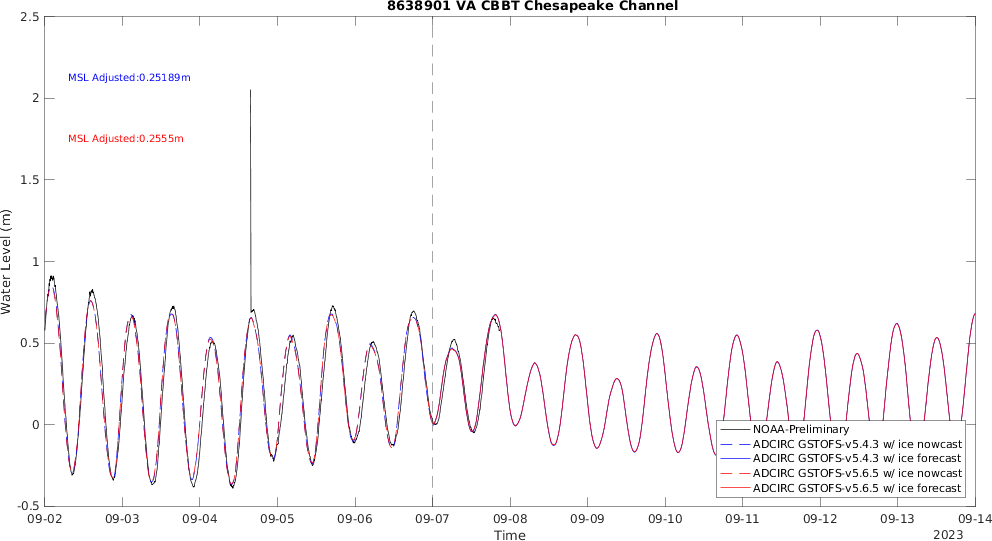 8638901 VA CBBT Chesapeake Channel
2.5
2
1.5
1
0.5
0
-0.5
Water Level (m)
MSL Adjusted:0.25189m
MSL Adjusted:0.2555m
NOAA-Preliminary
ADCIRC GSTOFS-v5.4.3 w/ ice nowcast
ADCIRC GSTOFS-v5.4.3 w/ ice forecast
ADCIRC GSTOFS-v5.6.5 w/ ice nowcast
ADCIRC GSTOFS-v5.6.5 w/ ice forecast
09-02 09-03 09-04 09-05 09-06 09-07 09-08 09-09 09-10 09-11 09-12 09-13 09-14
Time
2023